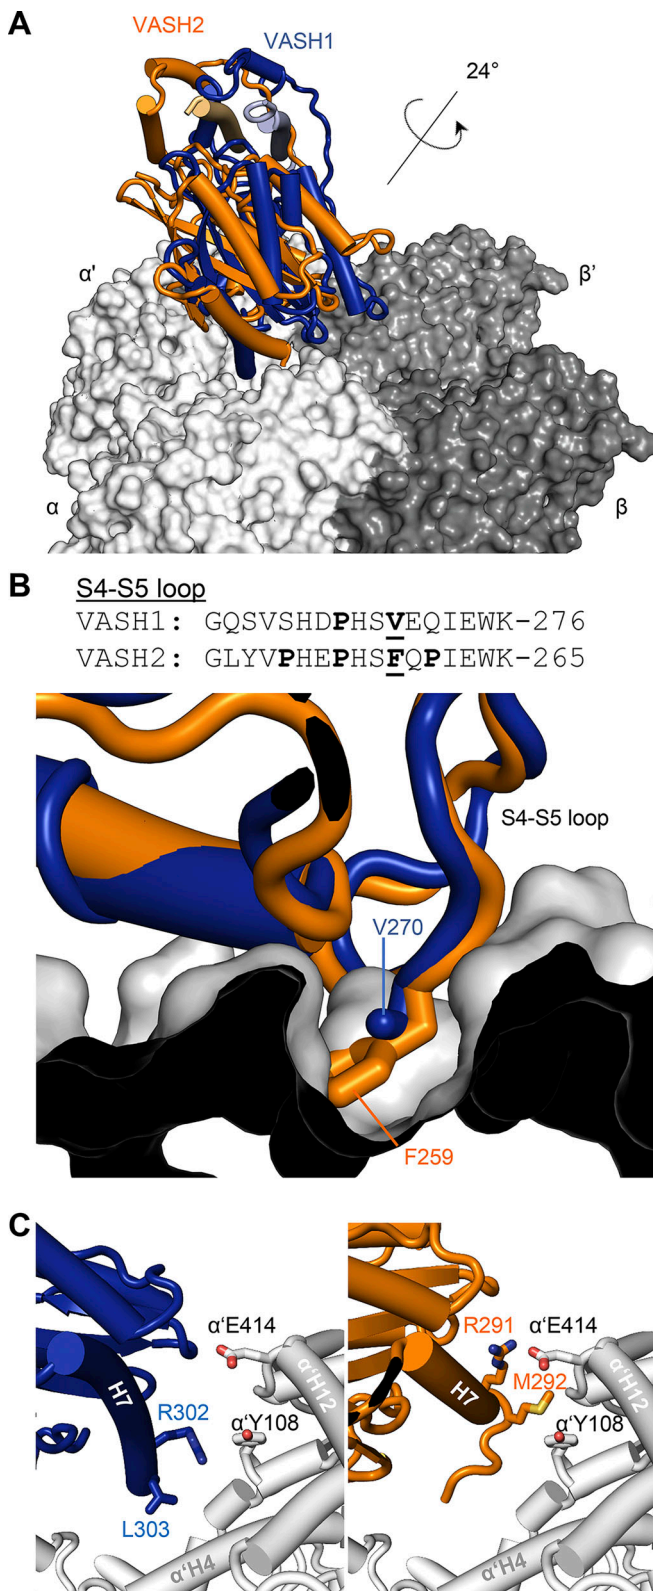 A
VASH2
VASH1
24°
α'
β’
α
β
B
S4-S5 loop
VASH1: GQSVSHDPHSVEQIEWK-276
VASH2: GLYVPHEPHSFQPIEWK-265
S4-S5 loop
V270
F259
C
α‘E414
R291
α‘E414
H7
α‘H12
H7
M292
α‘H12
R302
α‘Y108
α‘Y108
L303
α‘H4
α‘H4